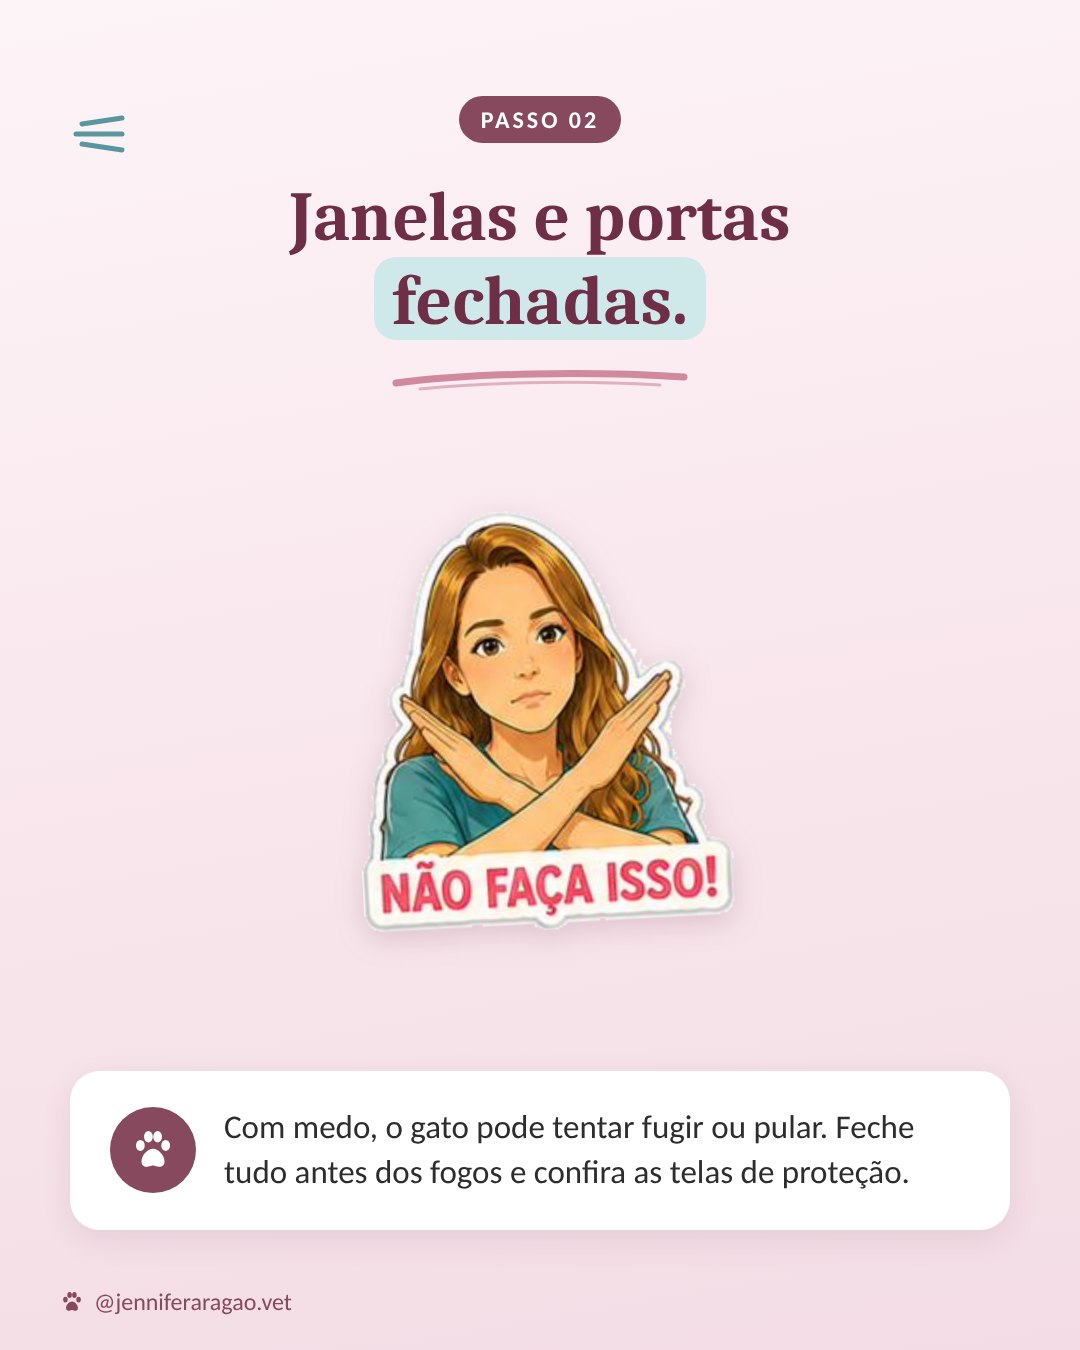 PASSO 02
Janelas e portas
fechadas.
NÃO FAÇA ISSO!
Com medo, o gato pode tentar fugir ou pular. Feche
tudo antes dos fogos e confira as telas de proteção.
@jenniferaragao.vet